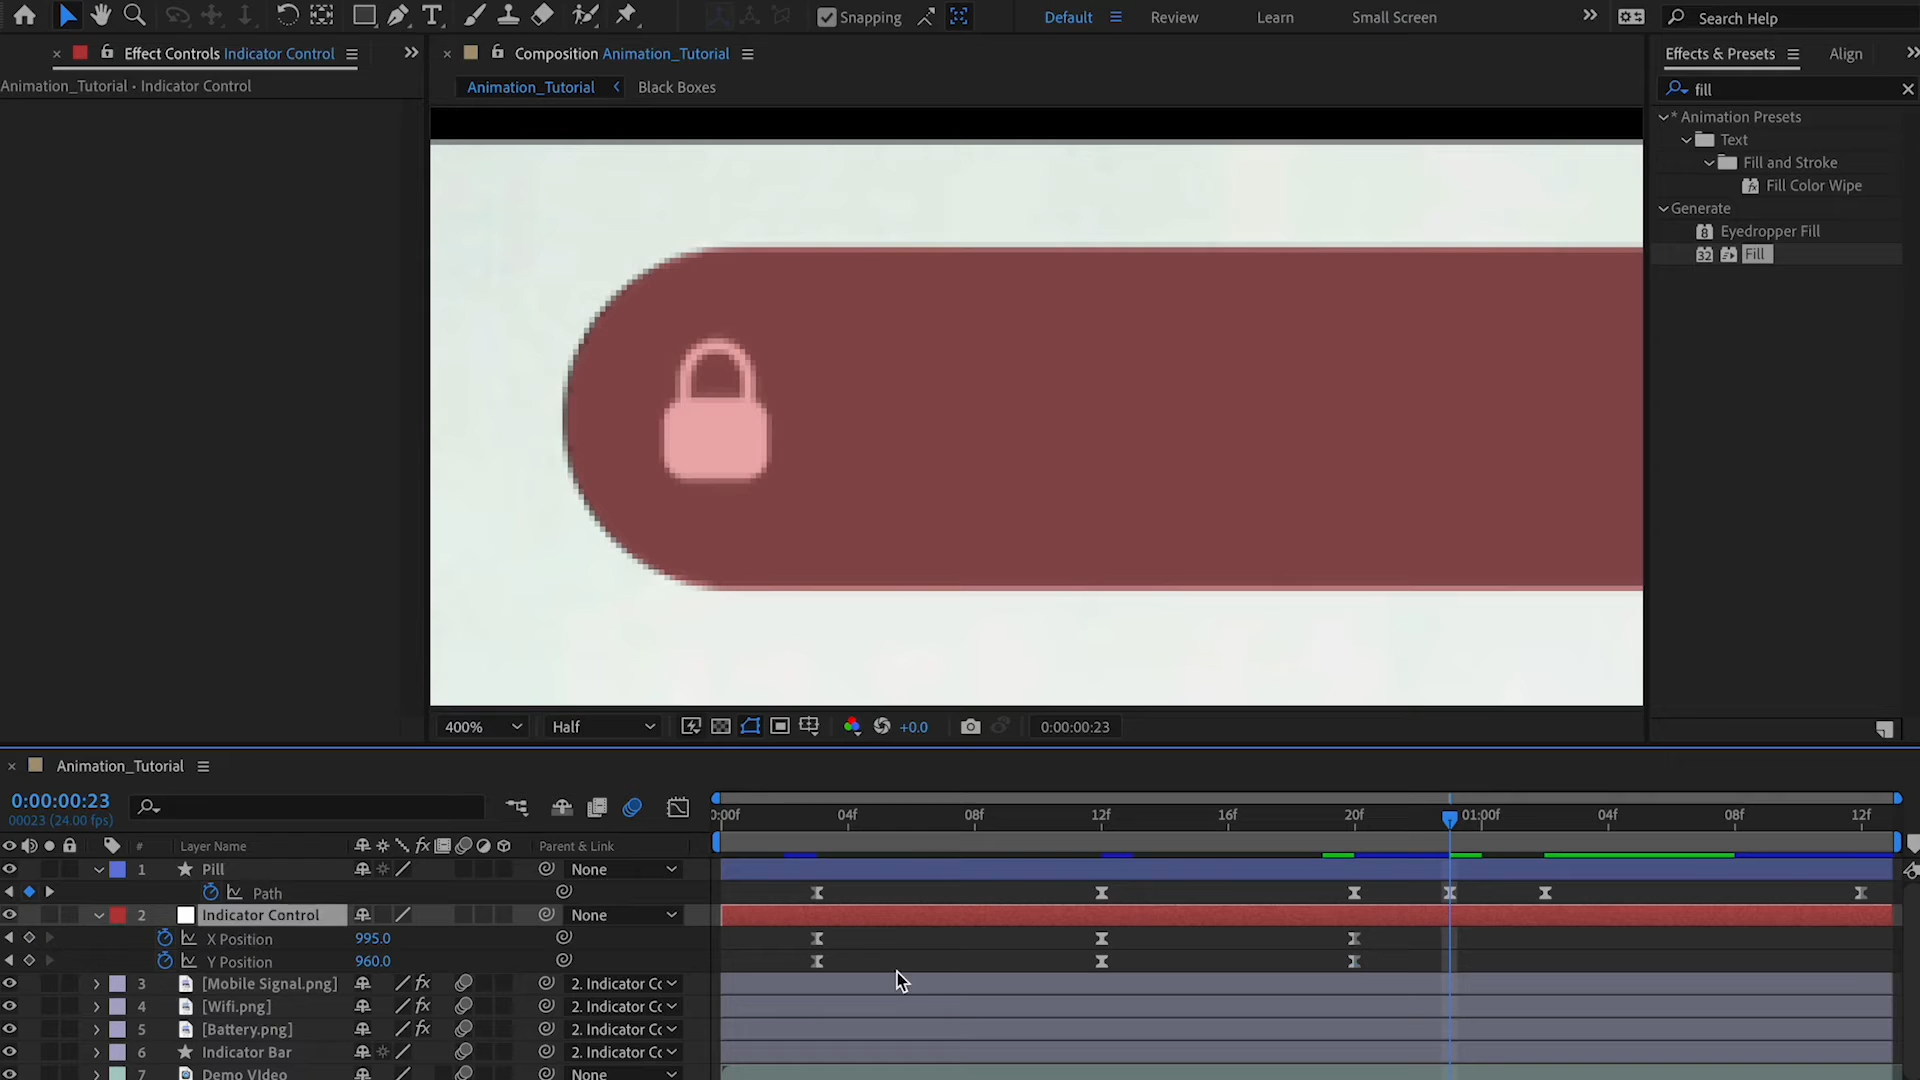 Snapping
Default
Review
Learn
Small Screen
Search Help
Effect Controls Indicator Control
Composition Animation_Tutorial
Effects & Presets
Align
Animation_Tutorial • Indicator Control
Animation_Tutorial
Black Boxes
fill
* Animation Presets
Text
Fill and Stroke
Fill Color Wipe
Generate
Eyedropper Fill
Fill
400%
Half
+0.0
0:00:00:23
Animation_Tutorial
0:00:00:23
00023 (24.00 fps)
0:00f 04f 08f 12f 16f 20f 01:00f 04f 08f 12f
# Layer Name fx Parent & Link
1 Pill None
Path
2 Indicator Control None
X Position 995.0
Y Position 960.0
3 [Mobile Signal.png] fx 2. Indicator Cc
4 [Wifi.png] fx 2. Indicator Cc
5 [Battery.png] fx 2. Indicator Cc
6 Indicator Bar 2. Indicator Cc
7 Demo VIdeo None